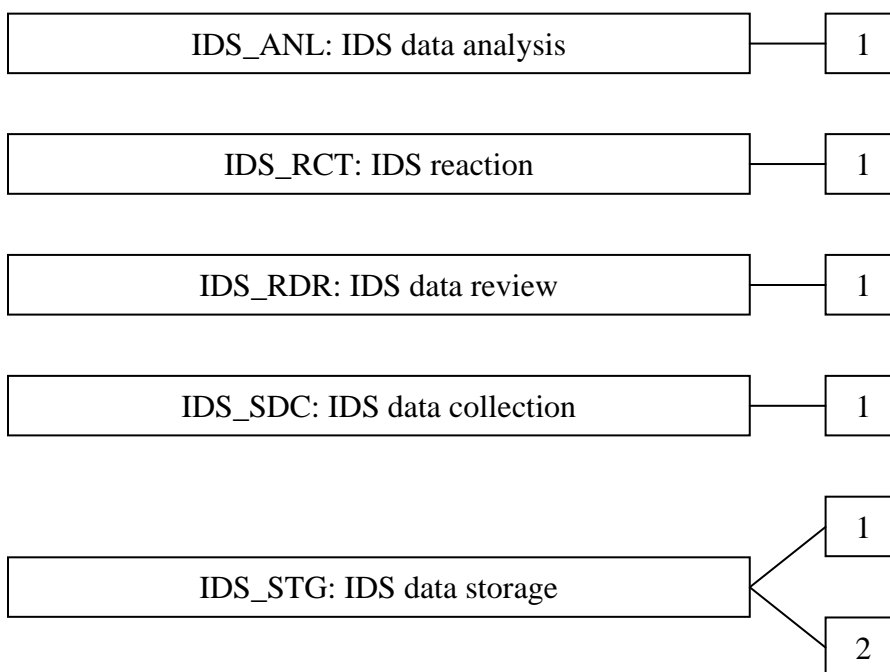 IDS_ANL: IDS data analysis 1
IDS_RCT: IDS reaction 1
IDS_RDR: IDS data review 1
IDS_SDC: IDS data collection 1
1
IDS_STG: IDS data storage
2